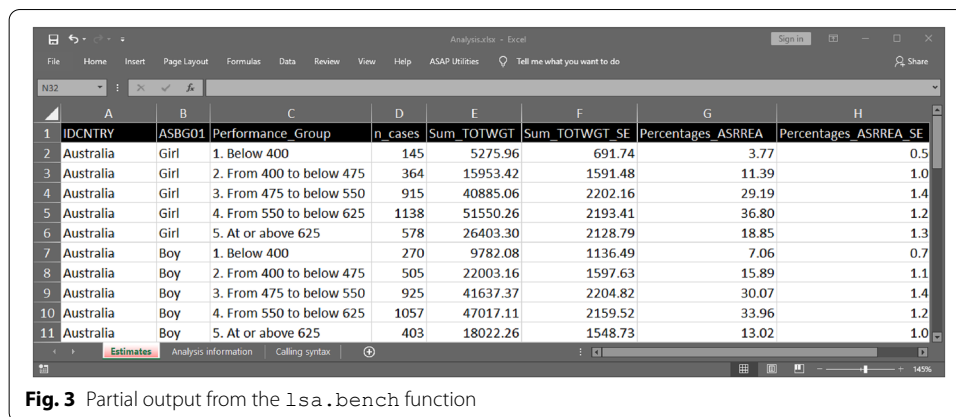 Analysis.xlsx - Excel
Sign in
File Home Insert Page Layout Formulas Data Review View Help ASAP Utilities Tell me what you want to do Share
N32 fx
A B C D E F G H
1 IDCNTRY ASBG01 Performance_Group n_cases Sum_TOTWGT Sum_TOTWGT_SE Percentages_ASRREA Percentages_ASRREA_SE
2 Australia Girl 1. Below 400 145 5275.96 691.74 3.77 0.5
3 Australia Girl 2. From 400 to below 475 364 15953.42 1591.48 11.39 1.0
4 Australia Girl 3. From 475 to below 550 915 40885.06 2202.16 29.19 1.4
5 Australia Girl 4. From 550 to below 625 1138 51550.26 2193.41 36.80 1.2
6 Australia Girl 5. At or above 625 578 26403.30 2128.79 18.85 1.3
7 Australia Boy 1. Below 400 270 9782.08 1136.49 7.06 0.7
8 Australia Boy 2. From 400 to below 475 505 22003.16 1597.63 15.89 1.1
9 Australia Boy 3. From 475 to below 550 925 41637.37 2204.82 30.07 1.4
10 Australia Boy 4. From 550 to below 625 1057 47017.11 2159.52 33.96 1.2
11 Australia Boy 5. At or above 625 403 18022.26 1548.73 13.02 1.0
Estimates Analysis information Calling syntax
145%
Fig. 3 Partial output from the lsa.bench function